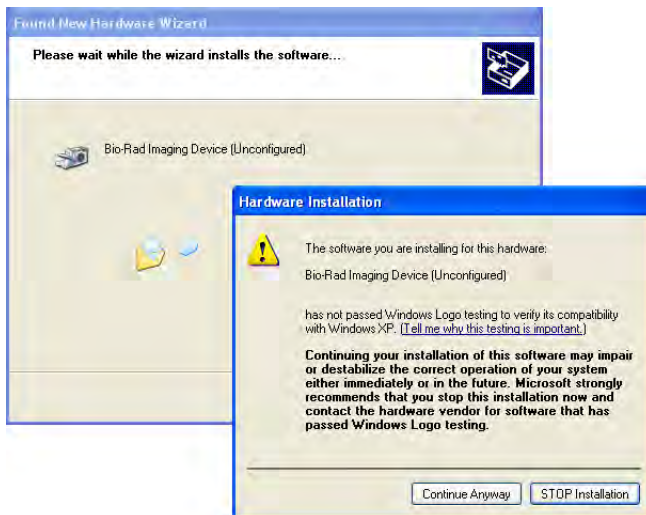 Found New Hardware Wizard
Please wait while the wizard installs the software...
Bio-Rad Imaging Device (Unconfigured)
Hardware Installation
The software you are installing for this hardware:
Bio-Rad Imaging Device (Unconfigured)
has not passed Windows Logo testing to verify its compatibility
with Windows XP. (Tell me why this testing is important.)
Continuing your installation of this software may impair
or destabilize the correct operation of your system
either immediately or in the future. Microsoft strongly
recommends that you stop this installation now and
contact the hardware vendor for software that has
passed Windows Logo testing.
Continue Anyway
STOP Installation